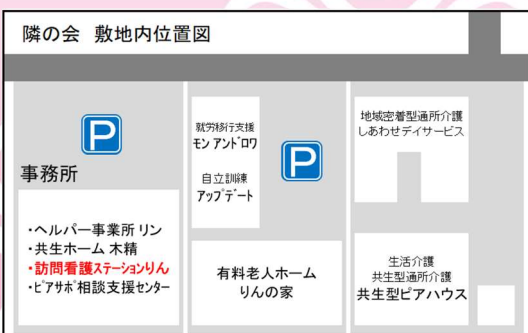 隣の会 敷地内位置図
P
事務所
・ヘルパー事業所 リン
・共生ホーム 木精
・訪問看護ステーションりん
・ピアサポ相談支援センター
就労移行支援
モン アンドロワ
自立訓練
アップデート
P
有料老人ホーム
りんの家
地域密着型通所介護
しあわせデイサービス
生活介護
共生型通所介護
共生型ピアハウス